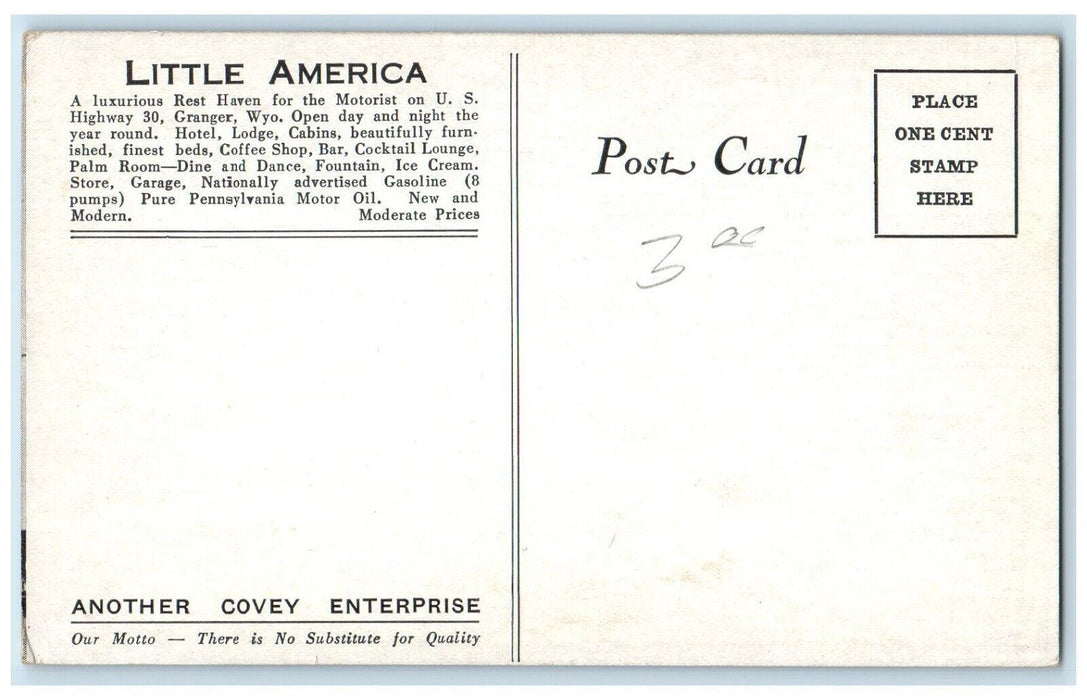 LITTLE AMERICA
A luxurious Rest Haven for the Motorist on U. S.
Highway 30, Granger, Wyo. Open day and night the
year round. Hotel, Lodge, Cabins, beautifully furn-
ished, finest beds, Coffee Shop, Bar, Cocktail Lounge,
Palm Room—Dine and Dance, Fountain, Ice Cream.
Store, Garage, Nationally advertised Gasoline (8
pumps) Pure Pennsylvania Motor Oil. New and
Modern. Moderate Prices
ANOTHER COVEY ENTERPRISE
Our Motto — There is No Substitute for Quality
Post Card
3 00
PLACE
ONE CENT
STAMP
HERE